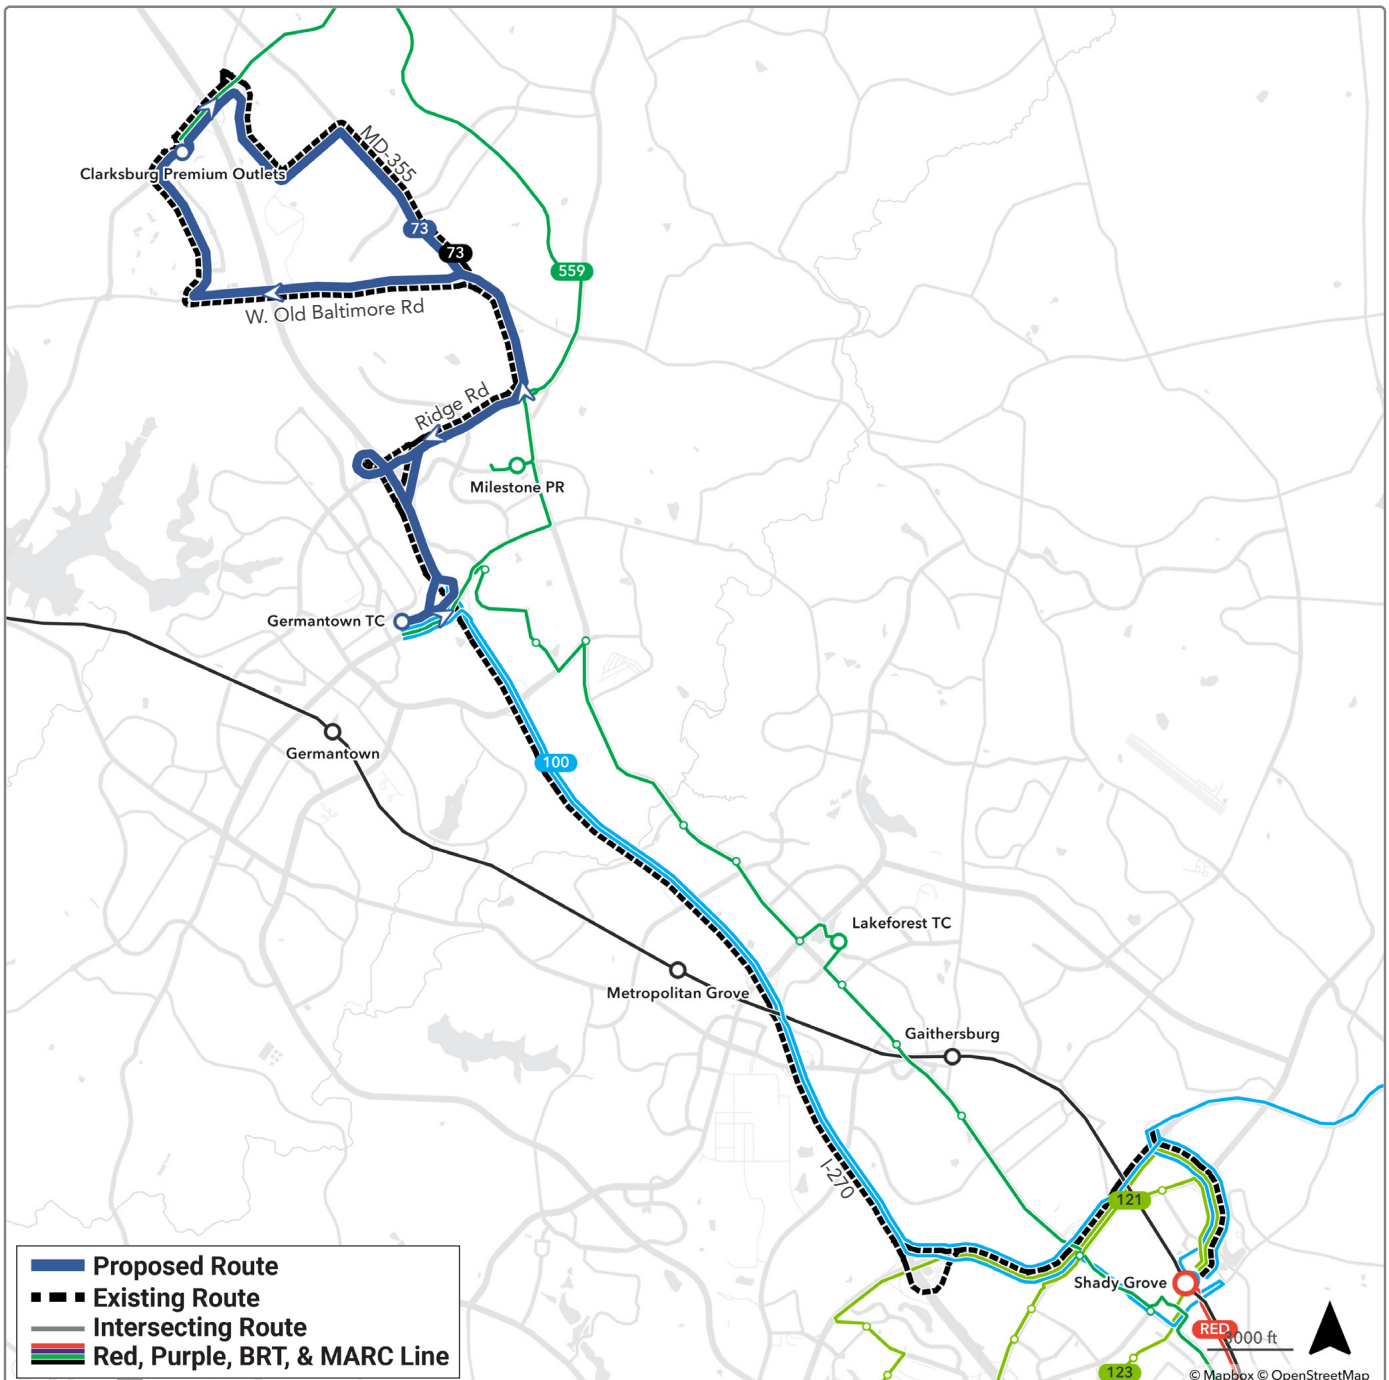 MD-355
Clarksburg Premium Outlets
73
73
559
W. Old Baltimore Rd
Ridge Rd
Milestone PR
Germantown TC
Germantown
100
Lakeforest TC
Metropolitan Grove
Gaithersburg
I-270
121
Shady Grove
RED
3000 ft
123
Proposed Route
Existing Route
Intersecting Route
Red, Purple, BRT, & MARC Line
© Mapbox © OpenStreetMap